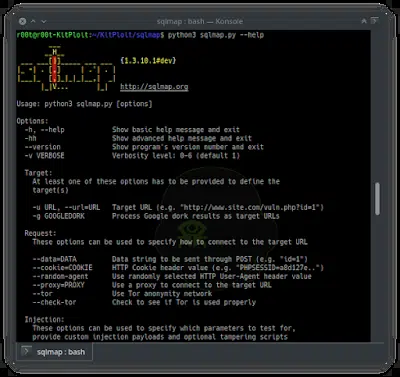 sqlmap : bash — Konsole
r00t@r00t-KitPloit:~/KitPloit/sqlmap$ python3 sqlmap.py --help
{1.3.10.1#dev}
http://sqlmap.org
Usage: python3 sqlmap.py [options]
Options:
-h, --help Show basic help message and exit
-hh Show advanced help message and exit
--version Show program's version number and exit
-v VERBOSE Verbosity level: 0-6 (default 1)
Target:
At least one of these options has to be provided to define the
target(s)
-u URL, --url=URL Target URL (e.g. "http://www.site.com/vuln.php?id=1")
-g GOOGLEDORK Process Google dork results as target URLs
Request:
These options can be used to specify how to connect to the target URL
--data=DATA Data string to be sent through POST (e.g. "id=1")
--cookie=COOKIE HTTP Cookie header value (e.g. "PHPSESSID=a8d127e..")
--random-agent Use randomly selected HTTP User-Agent header value
--proxy=PROXY Use a proxy to connect to the target URL
--tor Use Tor anonymity network
--check-tor Check to see if Tor is used properly
Injection:
These options can be used to specify which parameters to test for,
provide custom injection payloads and optional tampering scripts
sqlmap : bash